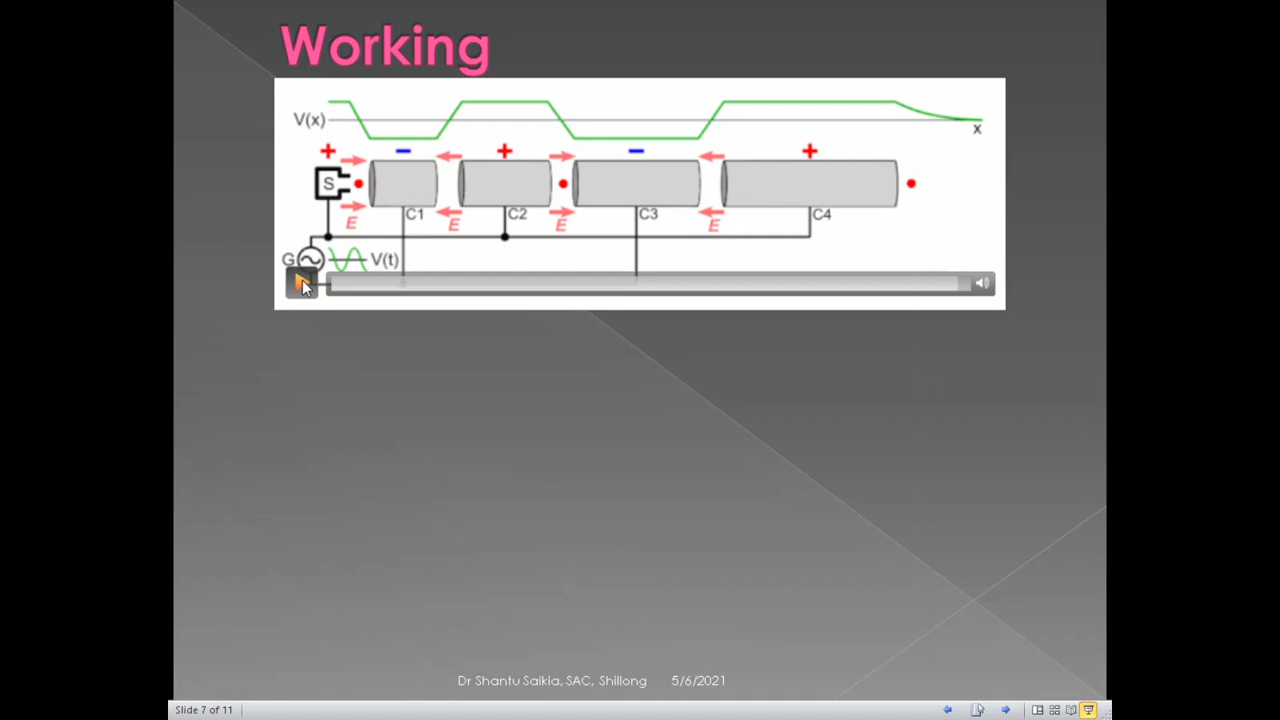 Working
V(x)
x
+ − + − +
S
E E E E
C1 C2 C3 C4
G V(t)
Dr Shantu Saikia, SAC, Shillong 5/6/2021
Slide 7 of 11